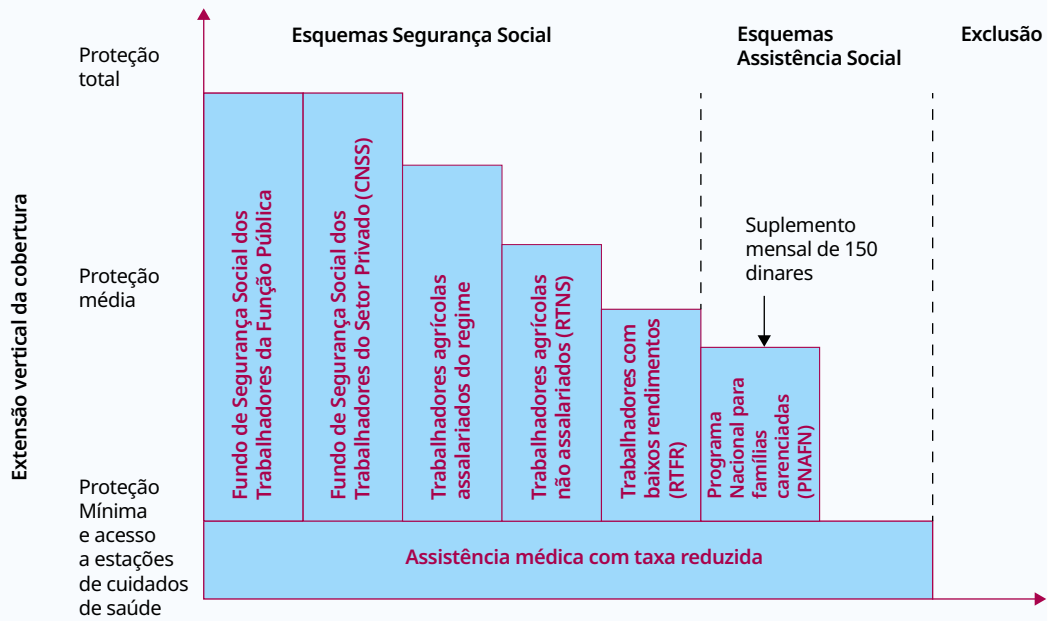 Esquemas Segurança Social
Esquemas
Assistência Social
Exclusão
Extensão vertical da cobertura
Proteção
total
Proteção
média
Proteção
Mínima
e acesso
a estações
de cuidados
de saúde
Fundo de Segurança Social dos
Trabalhadores da Função Pública
Fundo de Segurança Social dos
Trabalhadores do Setor Privado (CNSS)
Trabalhadores agrícolas
assalariados do regime
Trabalhadores agrícolas
não assalariados (RTNS)
Trabalhadores com
baixos rendimentos
(RTFR)
Suplemento
mensal de 150
dinares
Programa
Nacional para
famílias
carenciadas
(PNAFN)
Assistência médica com taxa reduzida